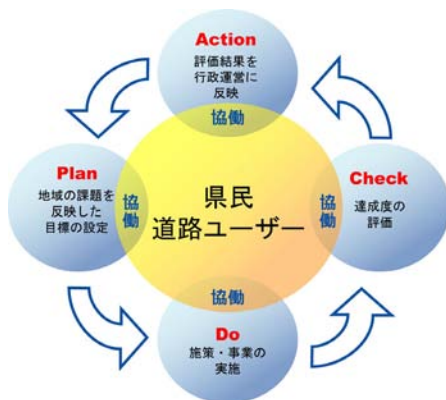 Action
評価結果を
行政運営に
反映
協働
Plan
地域の課題を
反映した
目標の設定
協働
県民
道路ユーザー
協働
Check
達成度の
評価
協働
Do
施策・事業の
実施